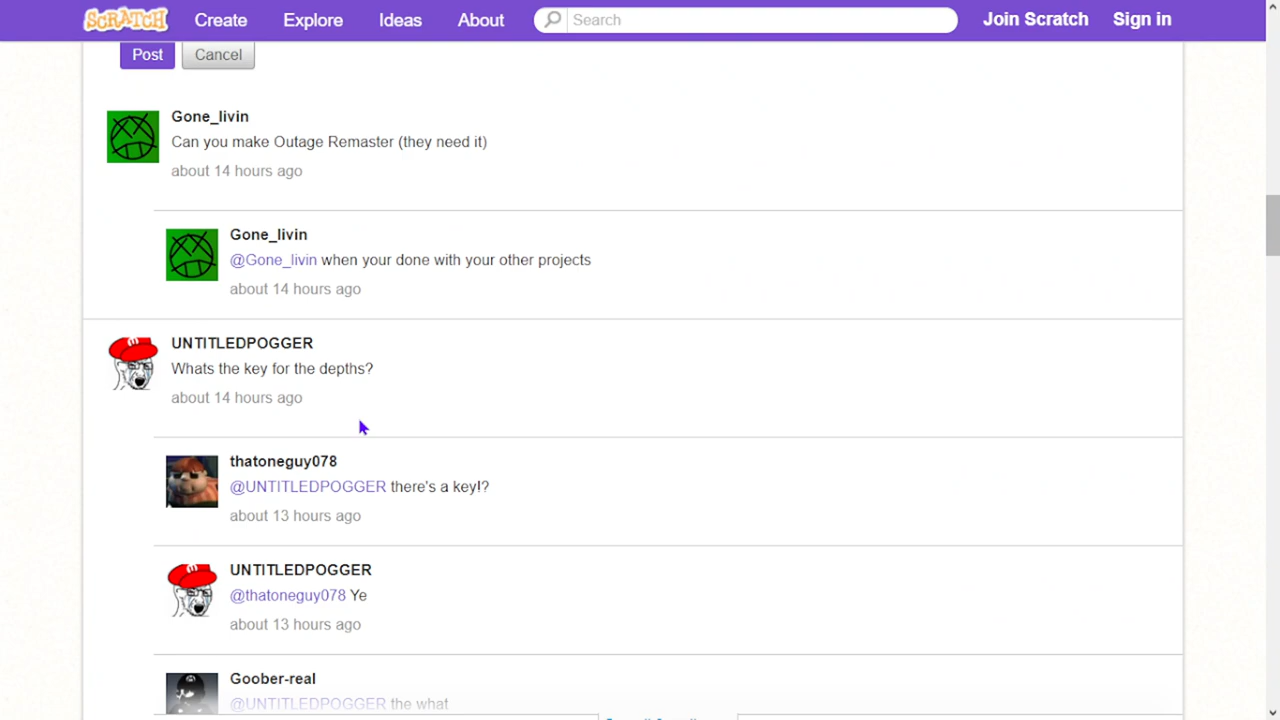 SCRATCH Create Explore Ideas About Search Join Scratch Sign in
Post Cancel
Gone_livin
Can you make Outage Remaster (they need it)
about 14 hours ago
Gone_livin
@Gone_livin when your done with your other projects
about 14 hours ago
UNTITLEDPOGGER
Whats the key for the depths?
about 14 hours ago
thatoneguy078
@UNTITLEDPOGGER there's a key!?
about 13 hours ago
UNTITLEDPOGGER
@thatoneguy078 Ye
about 13 hours ago
Goober-real
@UNTITLEDPOGGER the what